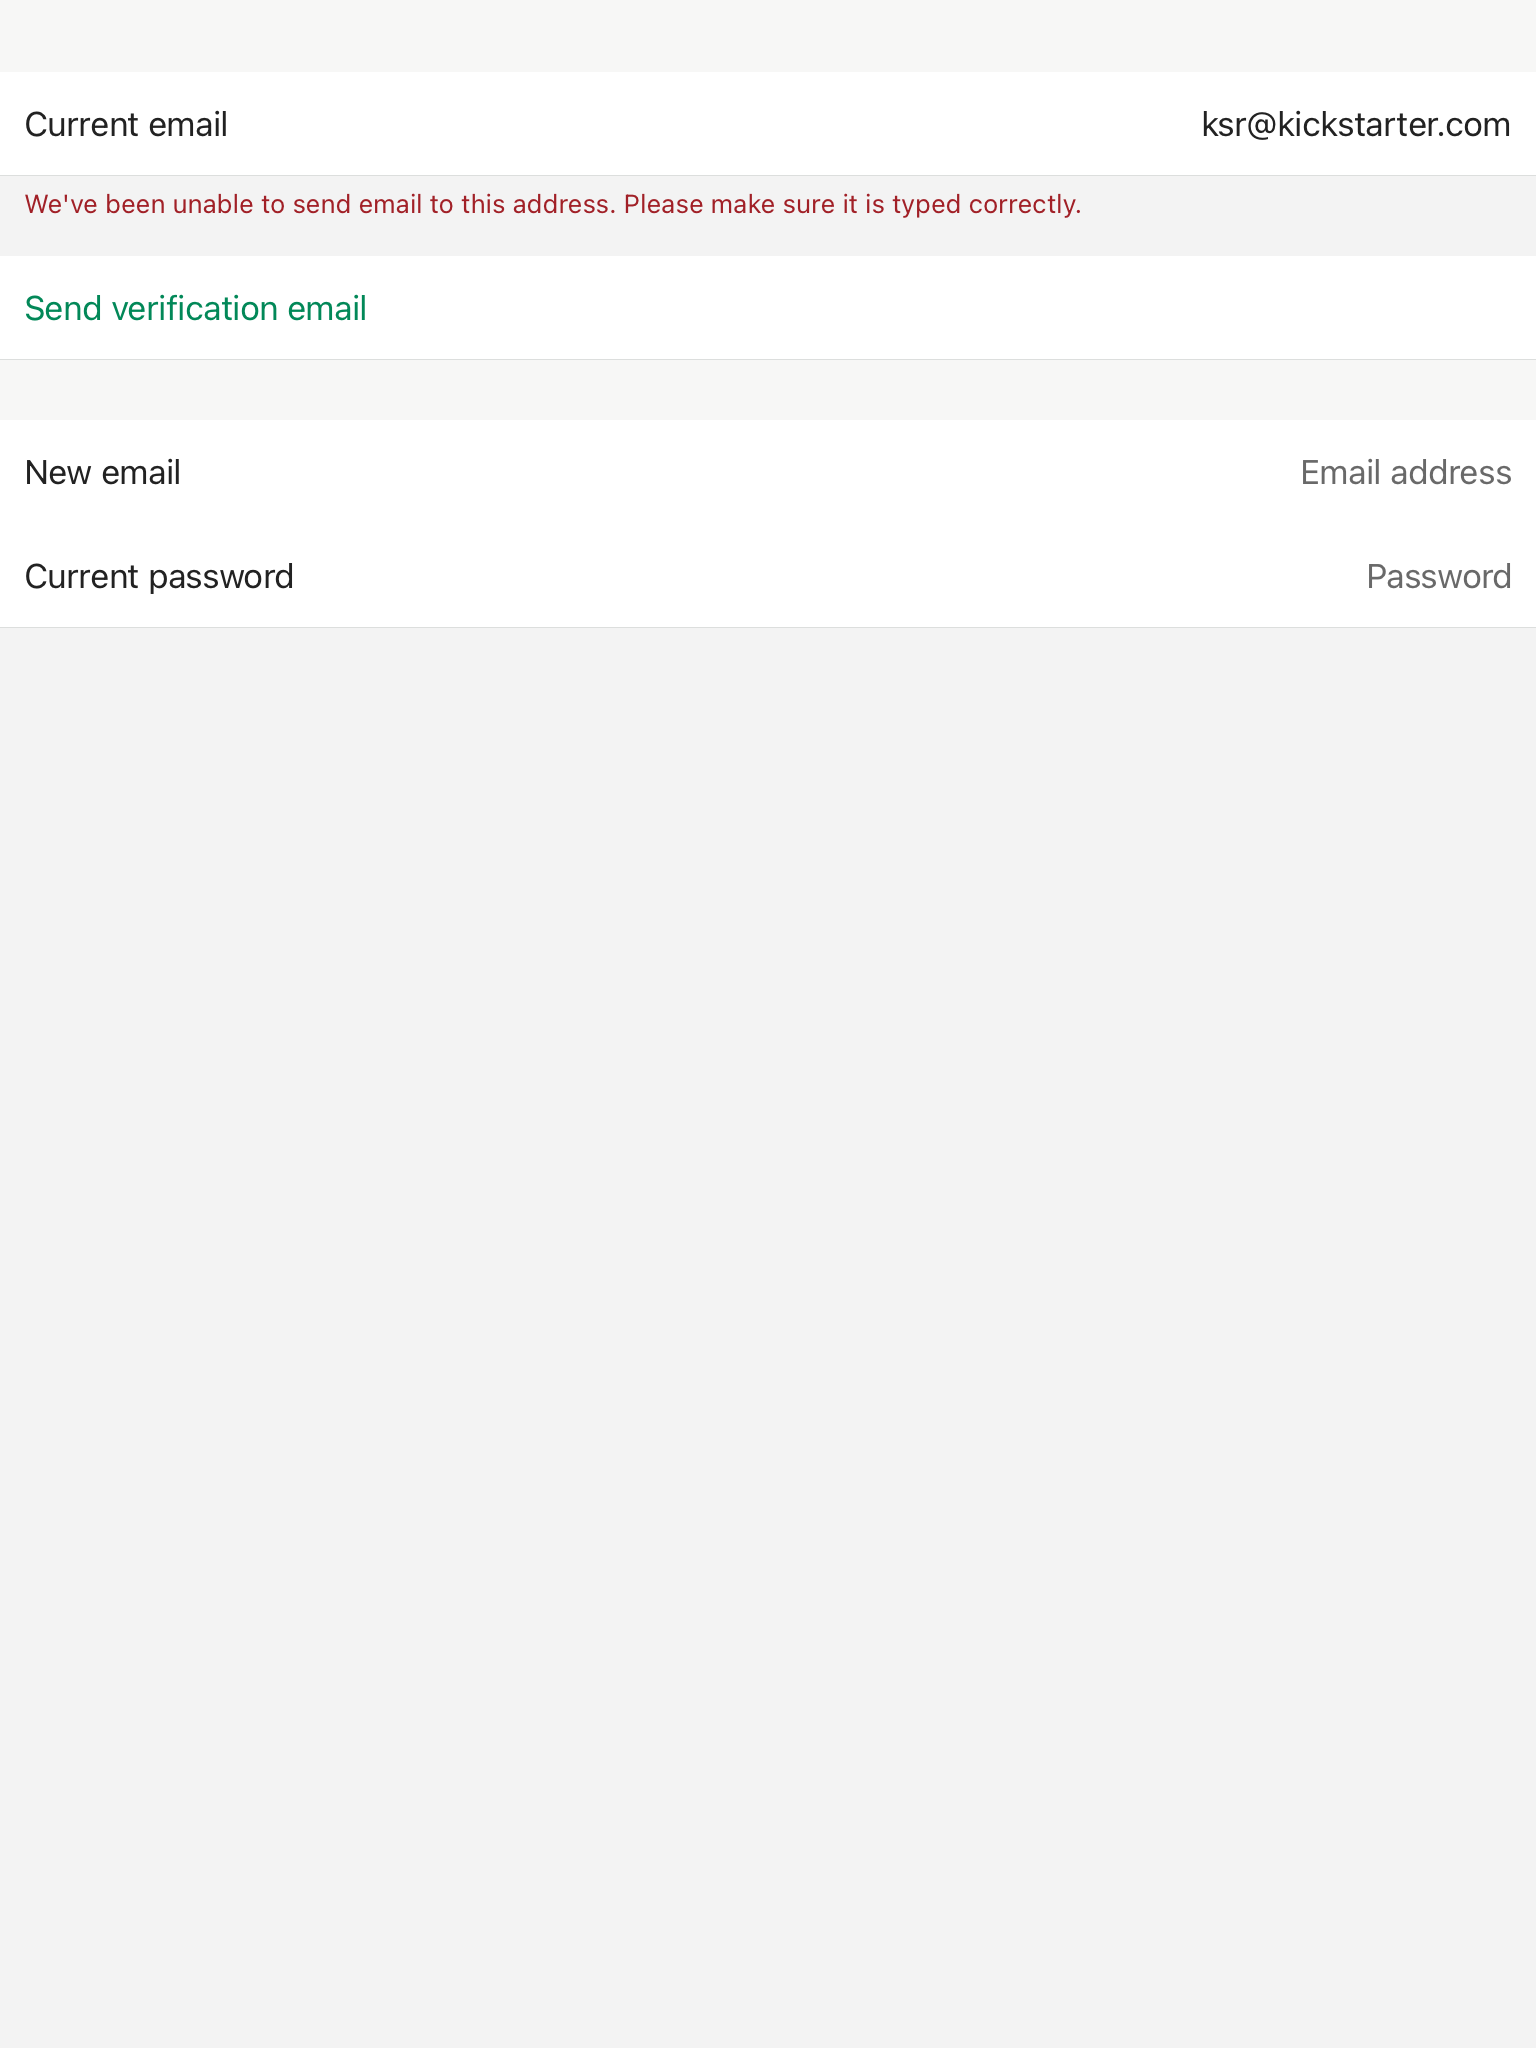 Current email ksr@kickstarter.com
We've been unable to send email to this address. Please make sure it is typed correctly.
Send verification email
New email Email address
Current password Password